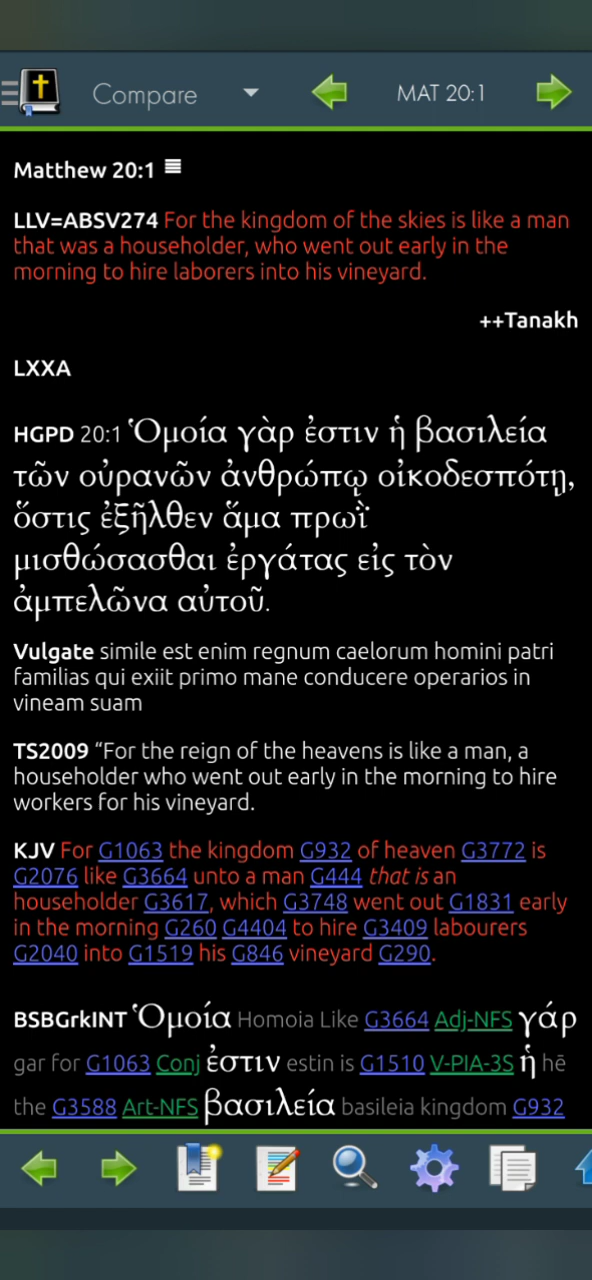 Compare
MAT 20:1
Matthew 20:1
LLV=ABSV274 For the kingdom of the skies is like a man
that was a householder, who went out early in the
morning to hire laborers into his vineyard.
++Tanakh
LXXA
HGPD 20:1 Ὁμοία γὰρ ἐστιν ἡ βασιλεία
τῶν οὐρανῶν ἀνθρώπῳ οἰκοδεσπότῃ,
ὅστις ἐξῆλθεν ἅμα πρωῒ
μισθώσασθαι ἐργάτας εἰς τὸν
ἀμπελῶνα αὐτοῦ.
Vulgate simile est enim regnum caelorum homini patri
familias qui exiit primo mane conducere operarios in
vineam suam
TS2009 “For the reign of the heavens is like a man, a
householder who went out early in the morning to hire
workers for his vineyard.
KJV For G1063 the kingdom G932 of heaven G3772 is
G2076 like G3664 unto a man G444 that is an
householder G3617, which G3748 went out G1831 early
in the morning G260 G4404 to hire G3409 labourers
G2040 into G1519 his G846 vineyard G290.
BSBGrkINT Ὁμοία Homoia Like G3664 Adj-NFS γάρ
gar for G1063 Conj ἐστιν estin is G1510 V-PIA-3S ἡ hē
the G3588 Art-NFS βασιλεία basileia kingdom G932